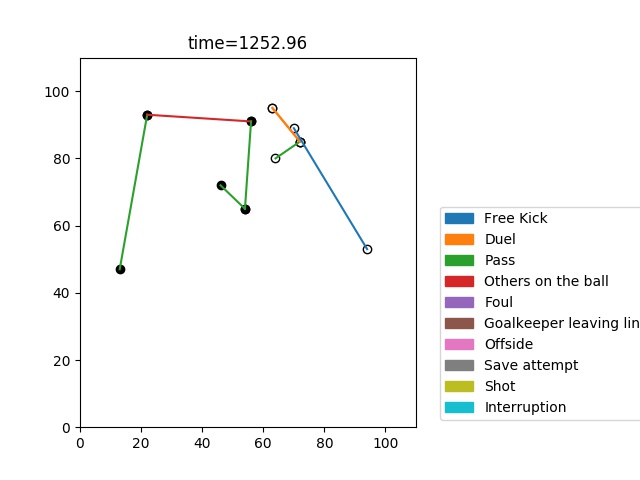 time=1252.96
100
80
60
40
20
0
0 20 40 60 80 100
Free Kick
Duel
Pass
Others on the ball
Foul
Goalkeeper leaving lin
Offside
Save attempt
Shot
Interruption